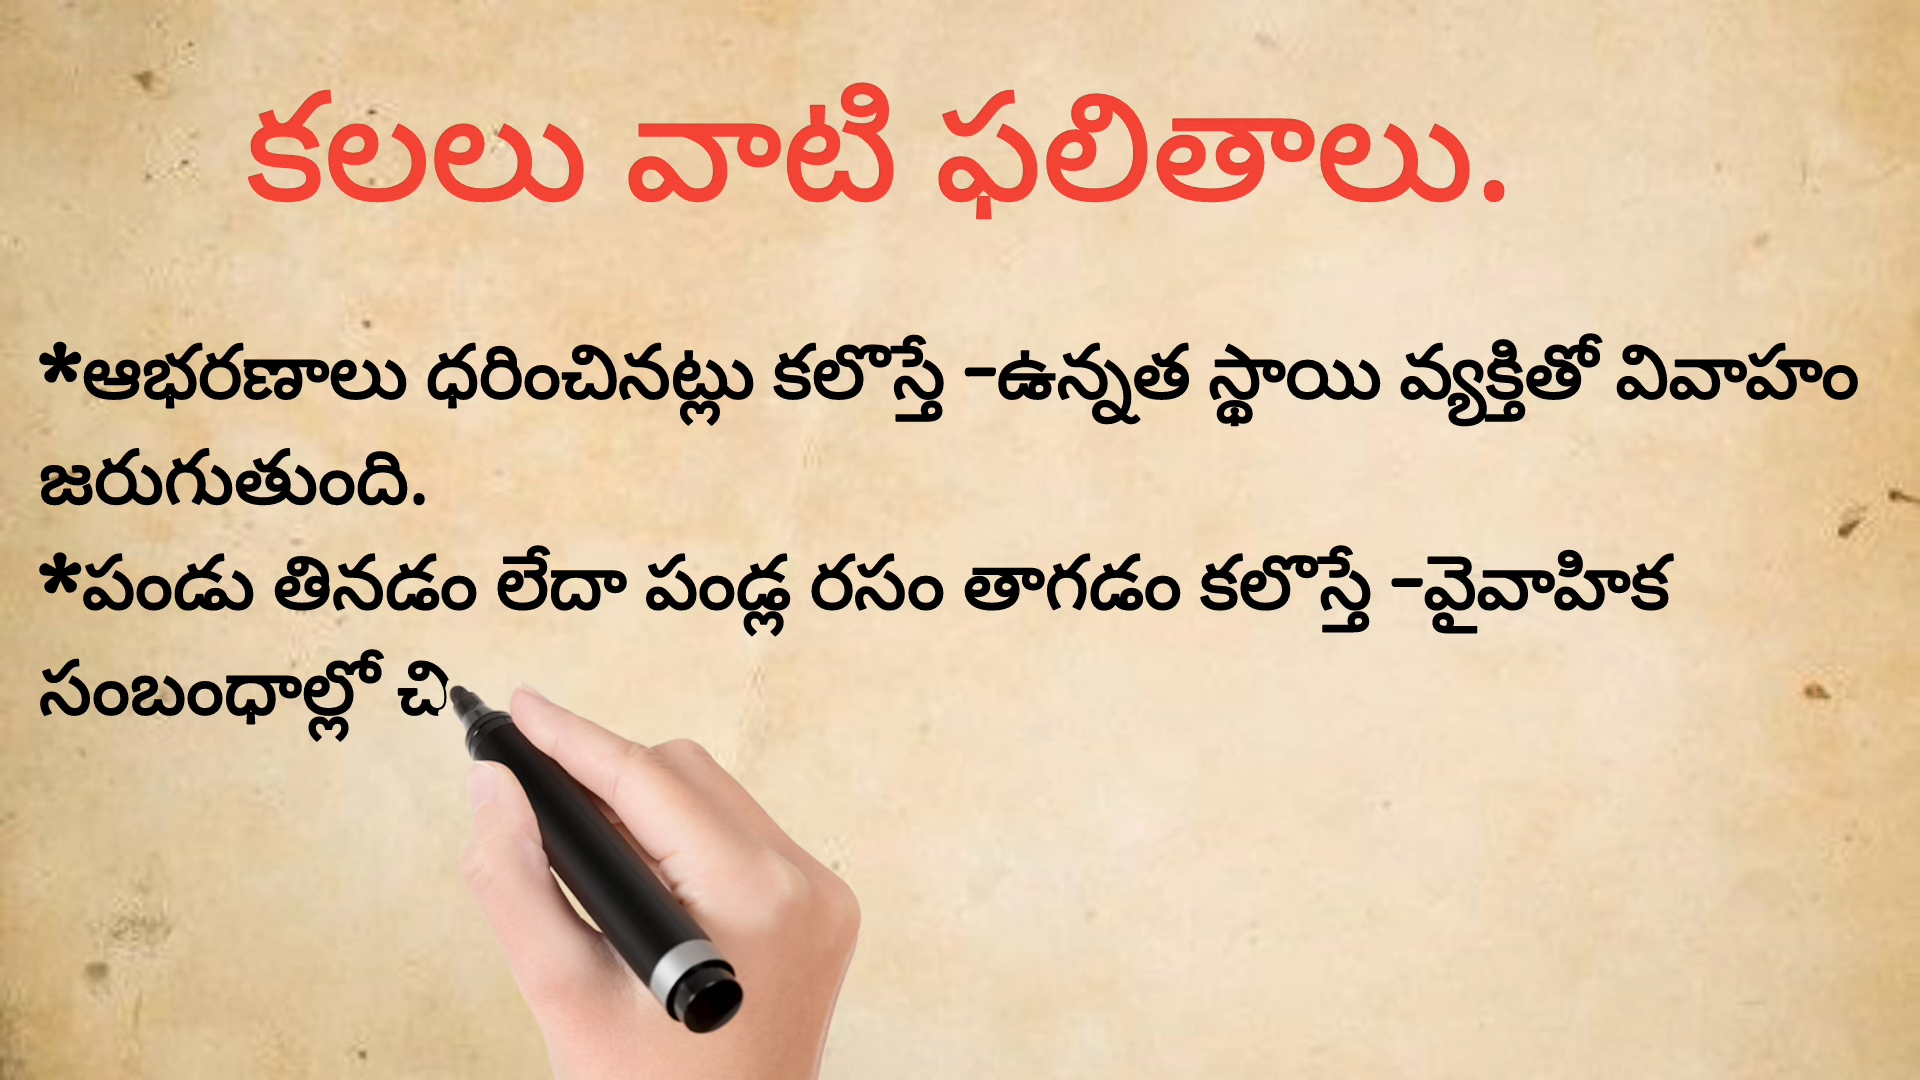 కలలు వాటి ఫలితాలు.
*ఆభరణాలు ధరించినట్లు కలొస్తే -ఉన్నత స్థాయి వ్యక్తితో వివాహం
జరుగుతుంది.
*పండు తినడం లేదా పండ్ల రసం తాగడం కలొస్తే -వైవాహిక
సంబంధాల్లో చి